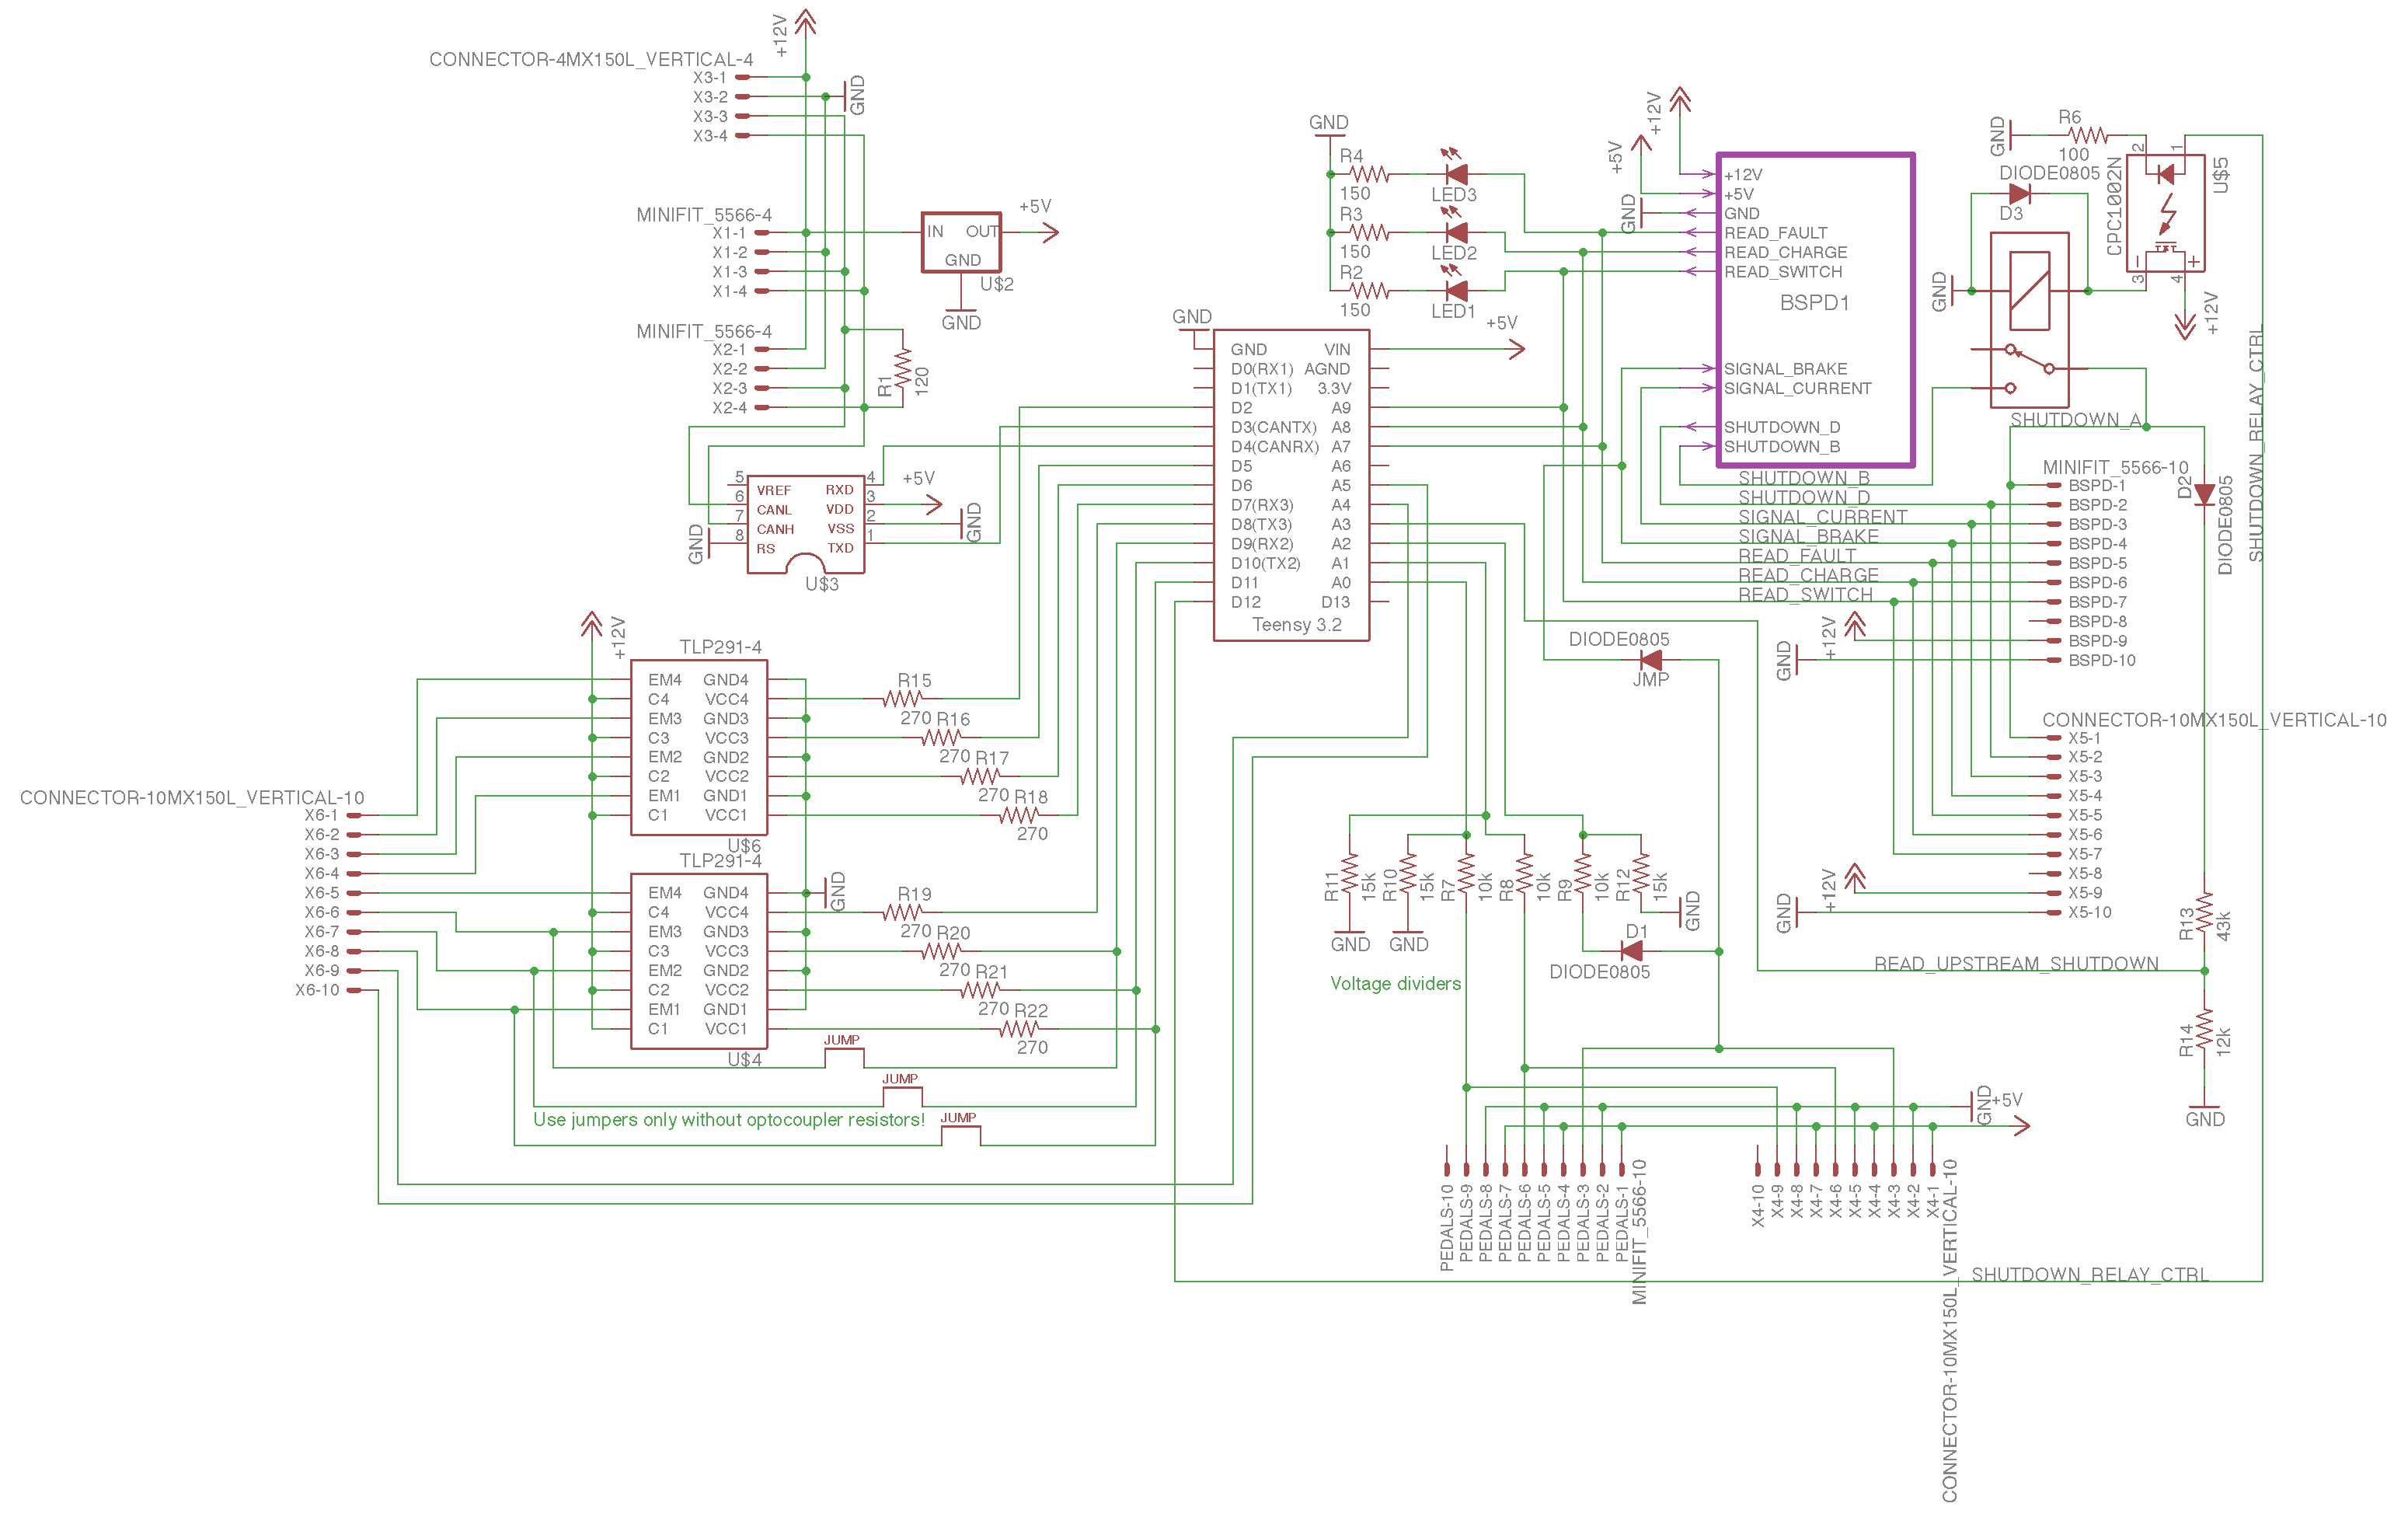 +12V
CONNECTOR-4MX150L_VERTICAL-4
X3-1
X3-2
X3-3
X3-4
GND
MINIFIT_5566-4
X1-1
X1-2
X1-3
X1-4
IN
OUT
GND
U$2
+5V
GND
MINIFIT_5566-4
X2-1
X2-2
X2-3
X2-4
R1
120
5
6
7
8
VREF
CANL
CANH
RS
RXD
VDD
VSS
TXD
4
3
2
1
U$3
GND
+5V
GND
+12V
TLP291-4
EM4
C4
EM3
C3
EM2
C2
EM1
C1
GND4
VCC4
GND3
VCC3
GND2
VCC2
GND1
VCC1
U$6
R15
270
R16
270
R17
270
R18
270
CONNECTOR-10MX150L_VERTICAL-10
X6-1
X6-2
X6-3
X6-4
X6-5
X6-6
X6-7
X6-8
X6-9
X6-10
TLP291-4
EM4
C4
EM3
C3
EM2
C2
EM1
C1
GND4
VCC4
GND3
VCC3
GND2
VCC2
GND1
VCC1
U$4
GND
R19
270
R20
270
R21
270
R22
270
JUMP
JUMP
JUMP
Use jumpers only without optocoupler resistors!
GND
GND
D0(RX1)
D1(TX1)
D2
D3(CANTX)
D4(CANRX)
D5
D6
D7(RX3)
D8(TX3)
D9(RX2)
D10(TX2)
D11
D12
VIN
AGND
3.3V
A9
A8
A7
A6
A5
A4
A3
A2
A1
A0
D13
Teensy 3.2
+5V
GND
R4
150
LED3
R3
150
LED2
R2
150
LED1
+12V
+5V
GND
+12V
+5V
GND
READ_FAULT
READ_CHARGE
READ_SWITCH
BSPD1
SIGNAL_BRAKE
SIGNAL_CURRENT
SHUTDOWN_D
SHUTDOWN_B
SHUTDOWN_B
SHUTDOWN_D
SIGNAL_CURRENT
SIGNAL_BRAKE
READ_FAULT
READ_CHARGE
READ_SWITCH
GND
R6
100
DIODE0805
D3
CPC1002N
U$5
2
1
3
4
+12V
GND
SHUTDOWN_A
SHUTDOWN_RELAY_CTRL
MINIFIT_5566-10
BSPD-1
BSPD-2
BSPD-3
BSPD-4
BSPD-5
BSPD-6
BSPD-7
BSPD-8
BSPD-9
BSPD-10
+12V
GND
D2
DIODE0805
DIODE0805
JMP
CONNECTOR-10MX150L_VERTICAL-10
X5-1
X5-2
X5-3
X5-4
X5-5
X5-6
X5-7
X5-8
X5-9
X5-10
+12V
GND
R11
15k
R10
15k
R7
10k
R8
10k
R9
10k
R12
15k
GND
GND
GND
D1
DIODE0805
Voltage dividers
READ_UPSTREAM_SHUTDOWN
R13
43k
R14
12k
GND
GND
+5V
PEDALS-10
PEDALS-9
PEDALS-8
PEDALS-7
PEDALS-6
PEDALS-5
PEDALS-4
PEDALS-3
PEDALS-2
PEDALS-1
MINIFIT_5566-10
X4-10
X4-9
X4-8
X4-7
X4-6
X4-5
X4-4
X4-3
X4-2
X4-1
CONNECTOR-10MX150L_VERTICAL-10
SHUTDOWN_RELAY_CTRL